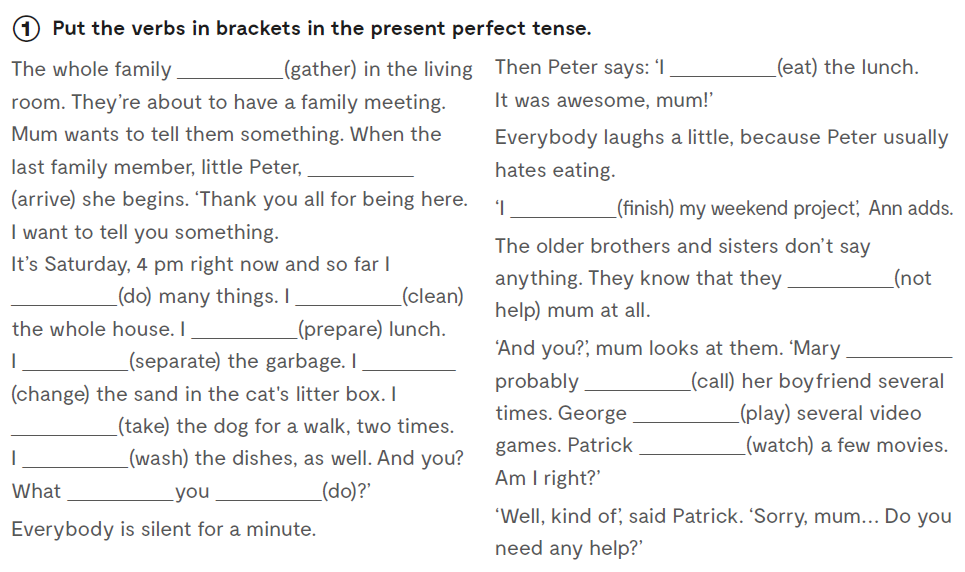 1 Put the verbs in brackets in the present perfect tense.
The whole family __________(gather) in the living
room. They’re about to have a family meeting.
Mum wants to tell them something. When the
last family member, little Peter, __________
(arrive) she begins. ‘Thank you all for being here.
I want to tell you something.
It’s Saturday, 4 pm right now and so far I
__________(do) many things. I __________(clean)
the whole house. I __________(prepare) lunch.
I __________(separate) the garbage. I _________
(change) the sand in the cat's litter box. I
__________(take) the dog for a walk, two times.
I __________(wash) the dishes, as well. And you?
What __________you __________(do)?’
Everybody is silent for a minute.
Then Peter says: ‘I __________(eat) the lunch.
It was awesome, mum!’
Everybody laughs a little, because Peter usually
hates eating.
‘I __________(finish) my weekend project’, Ann adds.
The older brothers and sisters don’t say
anything. They know that they __________(not
help) mum at all.
‘And you?’, mum looks at them. ‘Mary __________
probably __________(call) her boyfriend several
times. George __________(play) several video
games. Patrick __________(watch) a few movies.
Am I right?’
‘Well, kind of’, said Patrick. ‘Sorry, mum... Do you
need any help?’